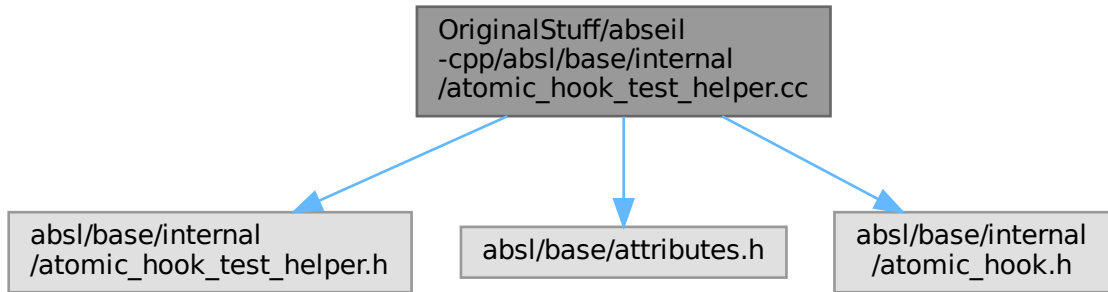 OriginalStuff/abseil
-cpp/absl/base/internal
/atomic_hook_test_helper.cc
absl/base/internal
/atomic_hook_test_helper.h
absl/base/attributes.h
absl/base/internal
/atomic_hook.h